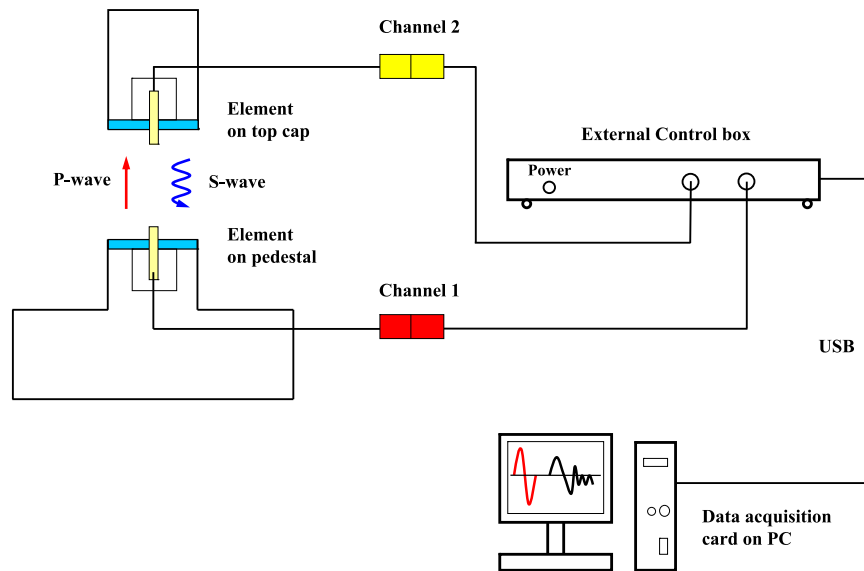 Channel 2
Element
on top cap
External Control box
Power
P-wave
S-wave
Element
on pedestal
Channel 1
USB
Data acquisition
card on PC